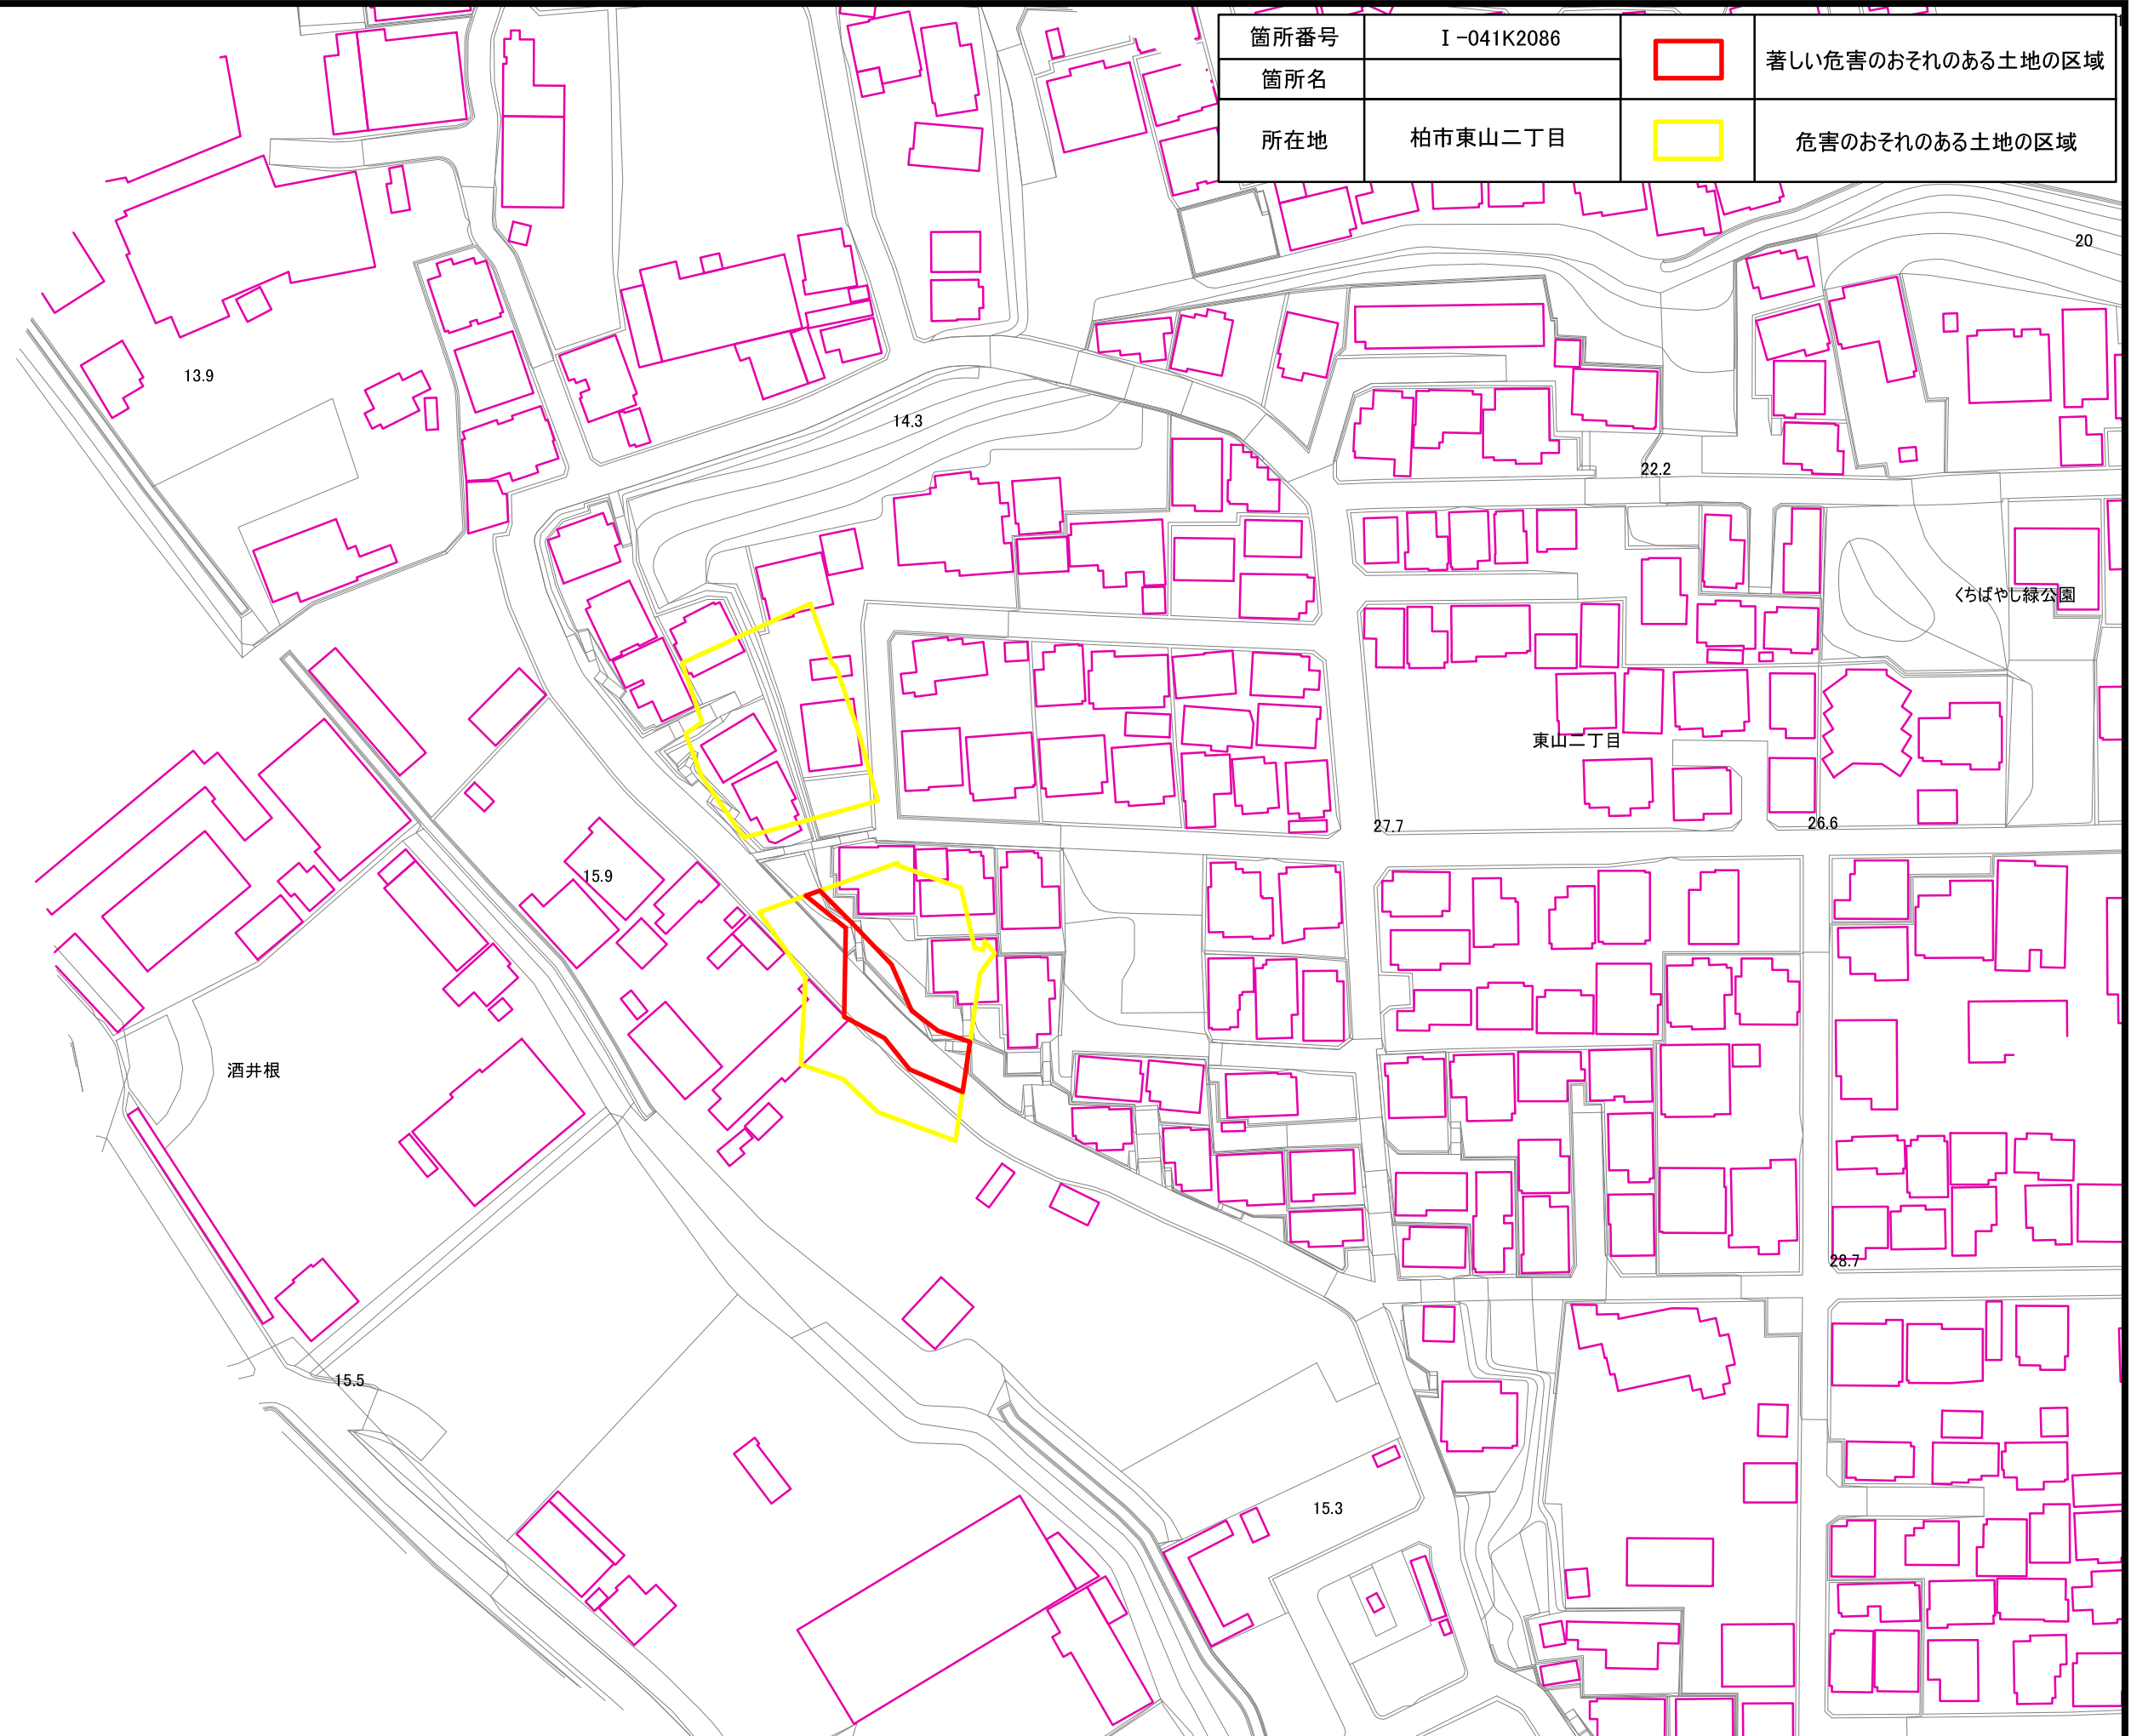 箇所番号 Ⅰ-041K2086 著しい危害のおそれのある土地の区域
箇所名
所在地 柏市東山二丁目 危害のおそれのある土地の区域
20
13.9
14.3
22.2
くちばやし緑公園
東山二丁目
27.7
26.6
15.9
酒井根
28.7
15.5
15.3